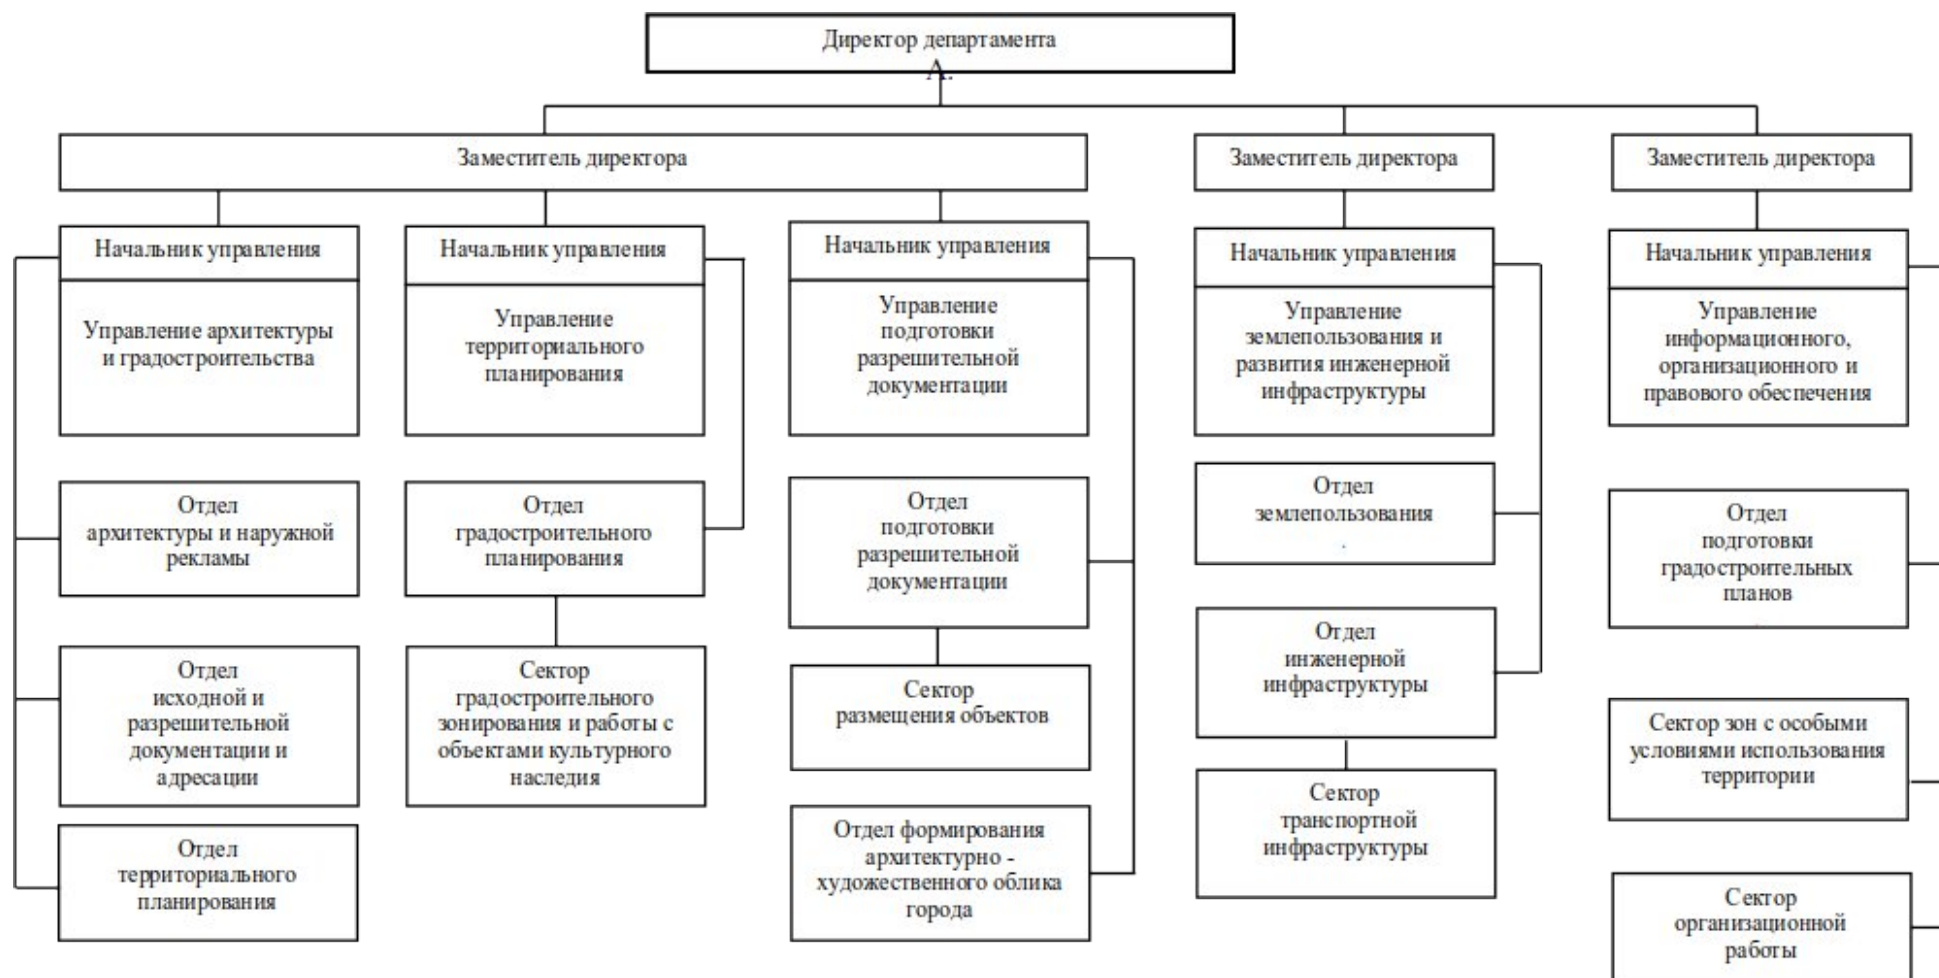 Директор департамента
А.
Заместитель директора
Заместитель директора
Заместитель директора
Начальник управления
Управление архитектуры
и градостроительства
Начальник управления
Управление
территориального
планирования
Начальник управления
Управление
подготовки
разрешительной
документации
Начальник управления
Управление
землепользования и
развития инженерной
инфраструктуры
Начальник управления
Управление
информационного,
организационного и
правового обеспечения
Отдел
архитектуры и наружной
рекламы
Отдел
градостроительного
планирования
Отдел
подготовки
разрешительной
документации
Отдел
землепользования
.
Отдел
подготовки
градостроительных
планов
Отдел
исходной и
разрешительной
документации и
адресации
Сектор
градостроительного
зонирования и работы с
объектами культурного
наследия
Сектор
размещения объектов
Отдел
инженерной
инфраструктуры
Сектор зон с особыми
условиями использования
территории
Отдел
территориального
планирования
Отдел формирования
архитектурно -
художественного облика
города
Сектор
транспортной
инфраструктуры
Сектор
организационной
работы